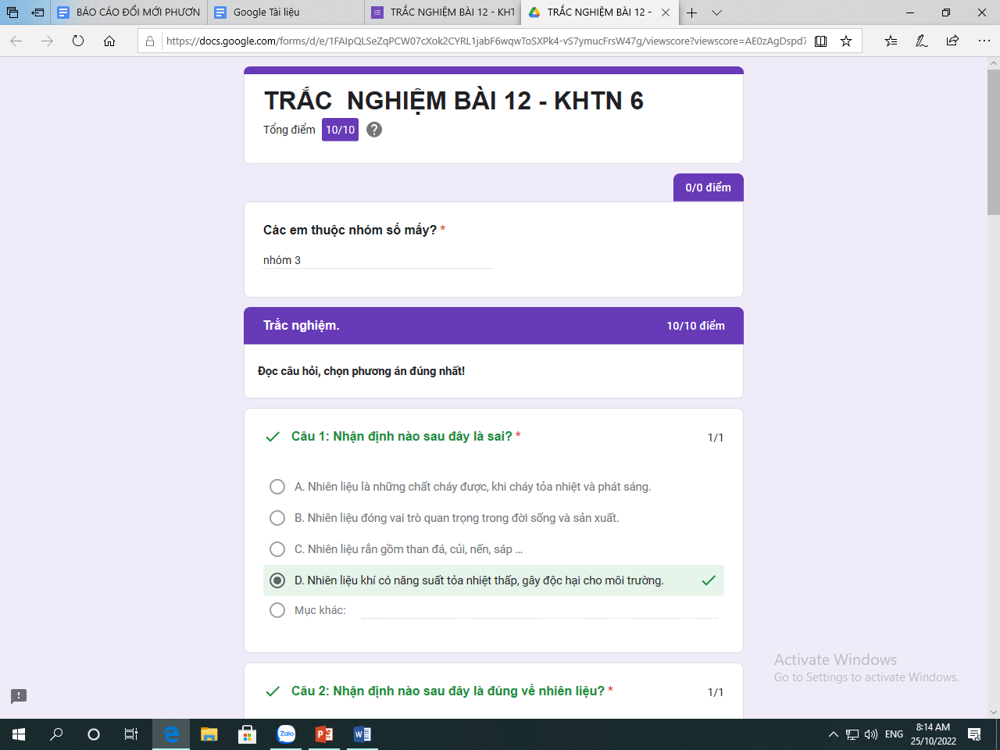 BÁO CÁO ĐỔI MỚI PHƯƠN
Google Tài liệu
TRẮC NGHIỆM BÀI 12 - KHT
TRẮC NGHIỆM BÀI 12 -
https://docs.google.com/forms/d/e/1FAIpQLSeZqPCW07cXok2CYRL1jabF6wqwToSXPk4-vS7ymucFrsW47g/viewscore?viewscore=AE0zAgDspd7
TRẮC  NGHIỆM BÀI 12 - KHTN 6
Tổng điểm 10/10 ?
0/0 điểm
Các em thuộc nhóm số mấy? *
nhóm 3
Trắc nghiệm. 10/10 điểm
Đọc câu hỏi, chọn phương án đúng nhất!
Câu 1: Nhận định nào sau đây là sai? * 1/1
A. Nhiên liệu là những chất cháy được, khi cháy tỏa nhiệt và phát sáng.
B. Nhiên liệu đóng vai trò quan trọng trong đời sống và sản xuất.
C. Nhiên liệu rắn gồm than đá, củi, nến, sáp ...
D. Nhiên liệu khí có năng suất tỏa nhiệt thấp, gây độc hại cho môi trường.
Mục khác:
Câu 2: Nhận định nào sau đây là đúng về nhiên liệu? * 1/1
Activate Windows
Go to Settings to activate Windows.
Zalo
ENG
8:14 AM
25/10/2022